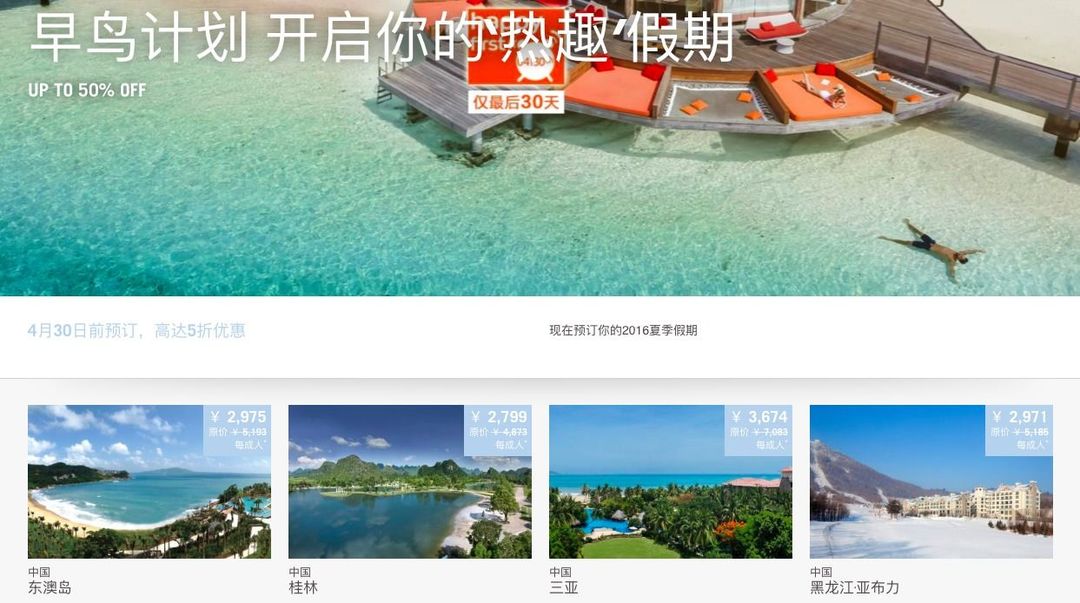 早鸟计划 开启你的‘热趣’假期
UP TO 50% OFF
happy
first
4.30
仅最后30天
4月30日前预订，高达5折优惠
现在预订你的2016夏季假期
¥ 2,975
原价 ¥ 5,193
每成人*
中国
东澳岛
¥ 2,799
原价 ¥ 4,873
每成人*
中国
桂林
¥ 3,674
原价 ¥ 7,083
每成人*
中国
三亚
¥ 2,971
原价 ¥ 5,185
每成人*
中国
黑龙江·亚布力